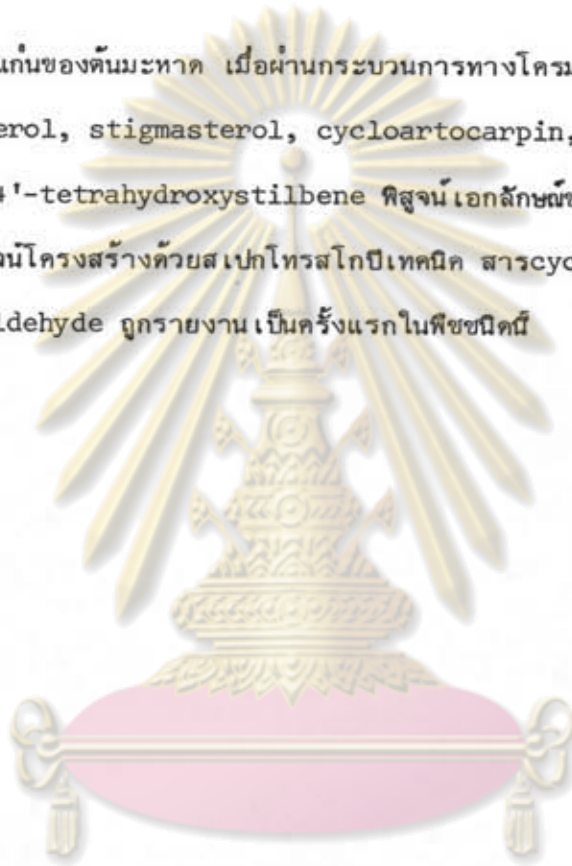 แก่นของต้นมะหาด เมื่อผ่านกระบวนการทางโคร
erol, stigmasterol, cycloartocarpin,
4'-tetrahydroxystilbene พิสูจน์เอกลักษณ์
โครงสร้างด้วยสเปกโทรสโกปีเทคนิค สารcyc
ldehyde ถูกรายงานเป็นครั้งแรกในพืชชนิดนี้